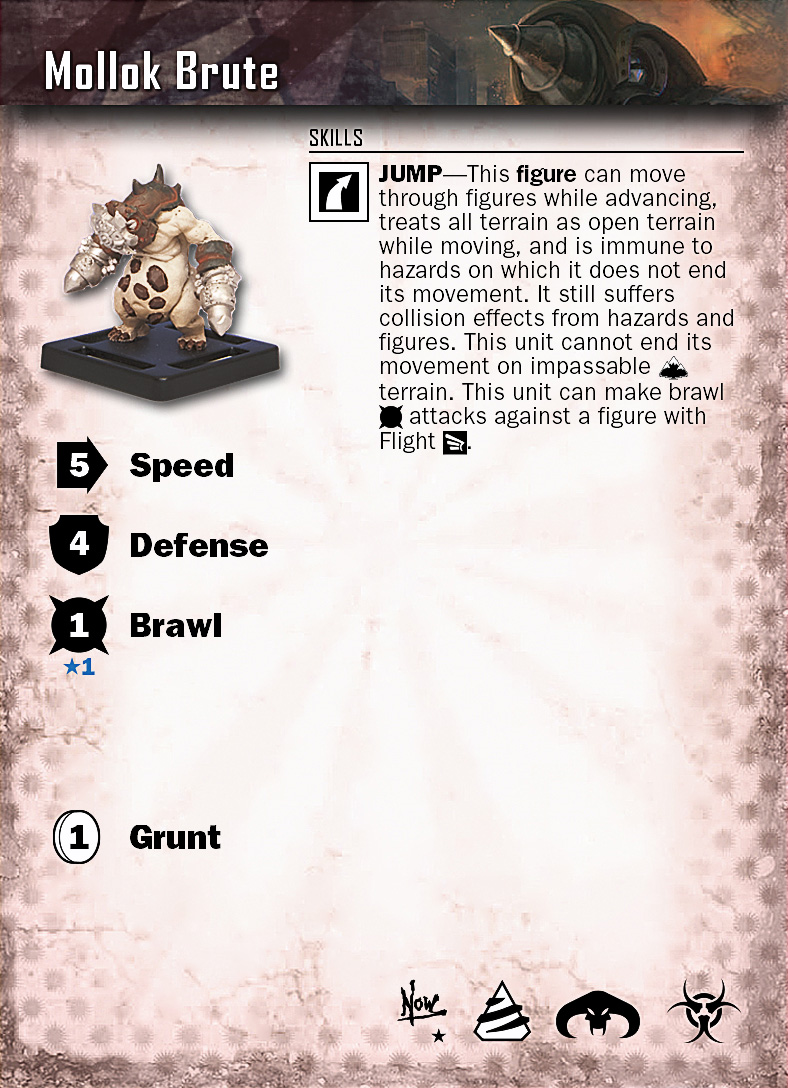 Mollok Brute
SKILLS
JUMP—This figure can move
through figures while advancing,
treats all terrain as open terrain
while moving, and is immune to
hazards on which it does not end
its movement. It still suffers
collision effects from hazards and
figures. This unit cannot end its
movement on impassable
terrain. This unit can make brawl
attacks against a figure with
Flight .
5 Speed
4 Defense
1 Brawl
★1
1 Grunt
Now
★